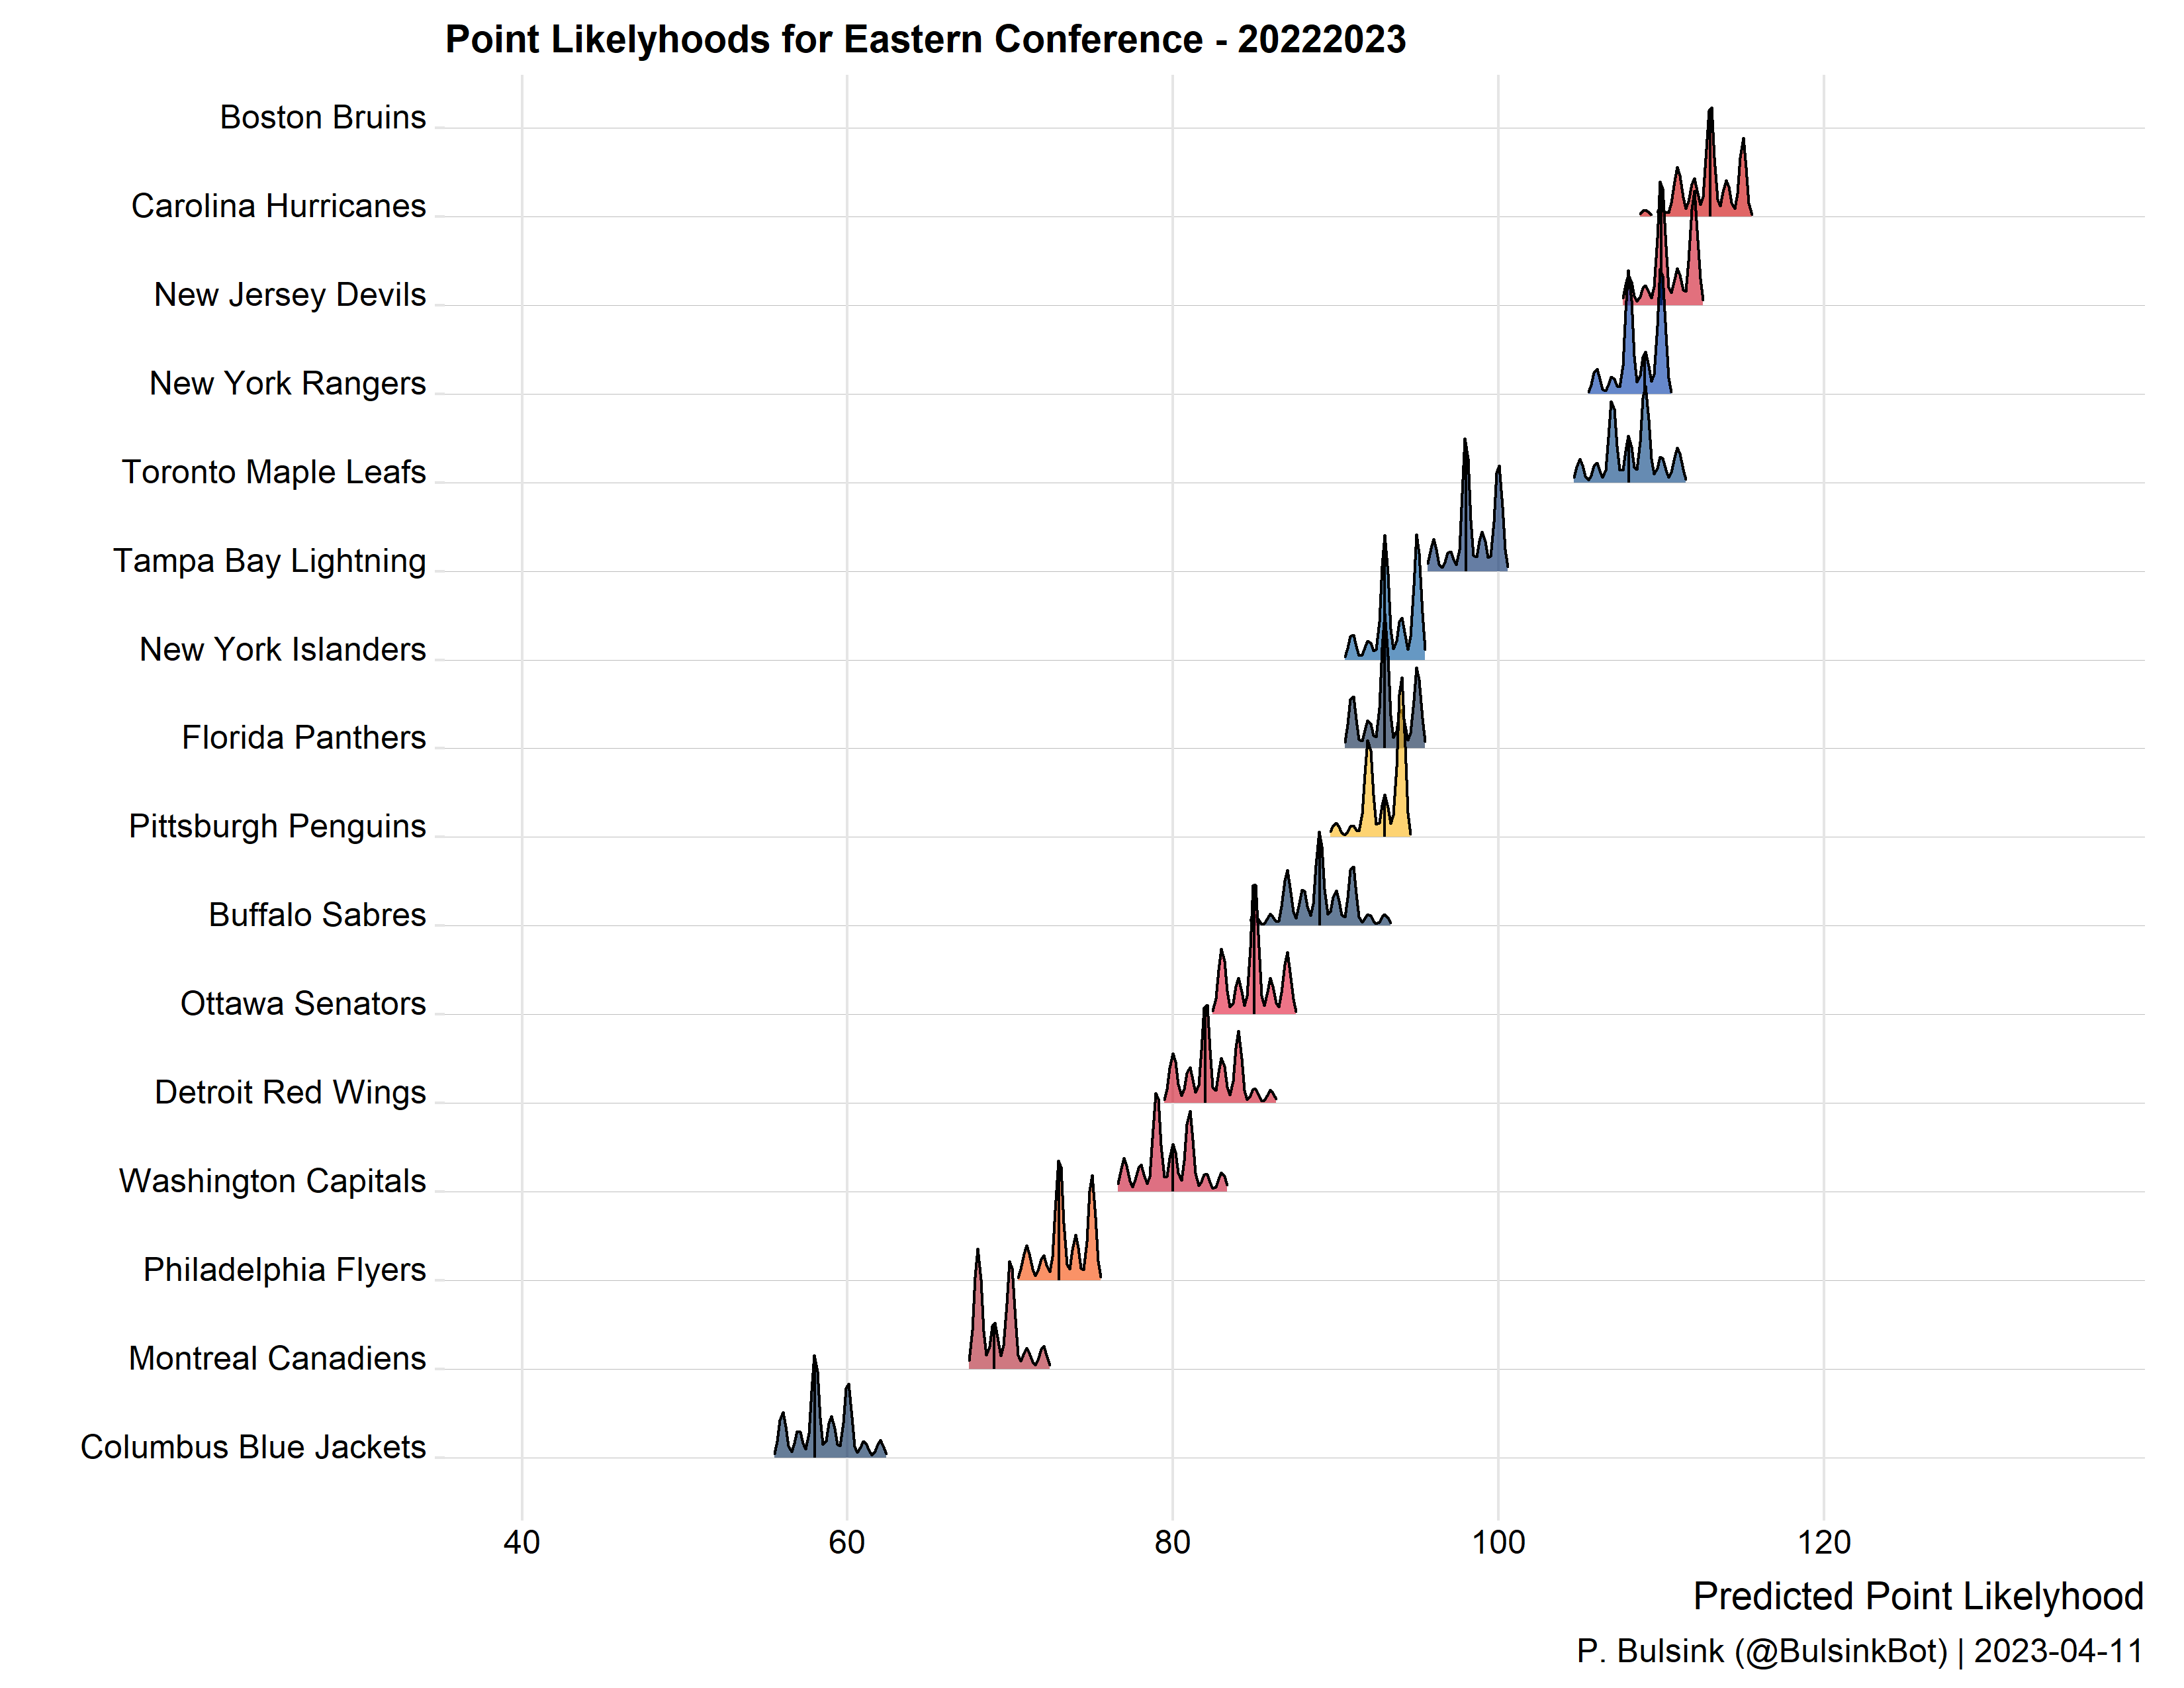 Point Likelyhoods for Eastern Conference - 20222023
Boston Bruins
Carolina Hurricanes
New Jersey Devils
New York Rangers
Toronto Maple Leafs
Tampa Bay Lightning
New York Islanders
Florida Panthers
Pittsburgh Penguins
Buffalo Sabres
Ottawa Senators
Detroit Red Wings
Washington Capitals
Philadelphia Flyers
Montreal Canadiens
Columbus Blue Jackets
40 60 80 100 120
Predicted Point Likelyhood
P. Bulsink (@BulsinkBot) | 2023-04-11